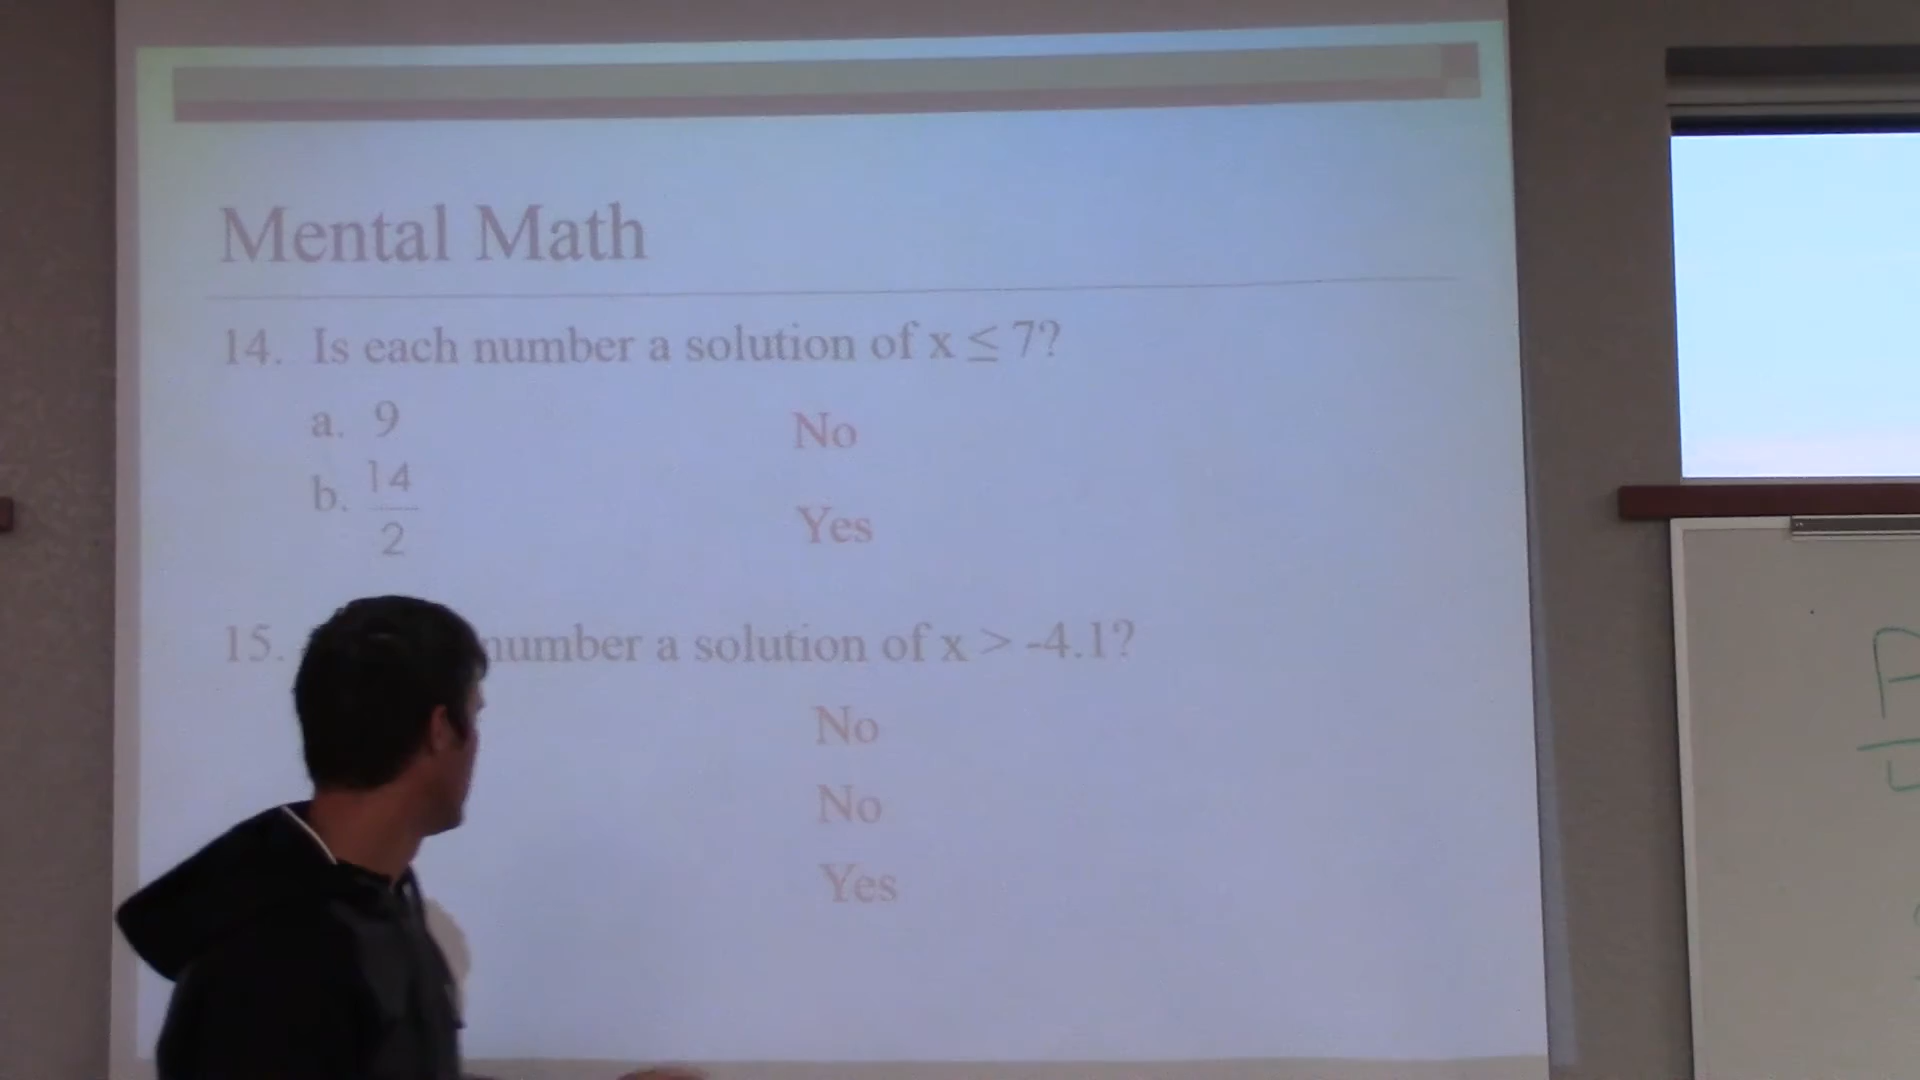 Mental Math
14. Is each number a solution of x ≤ 7?
a. 9 No
b. 14/2 Yes
15. number a solution of x > -4.1?
No
No
Yes